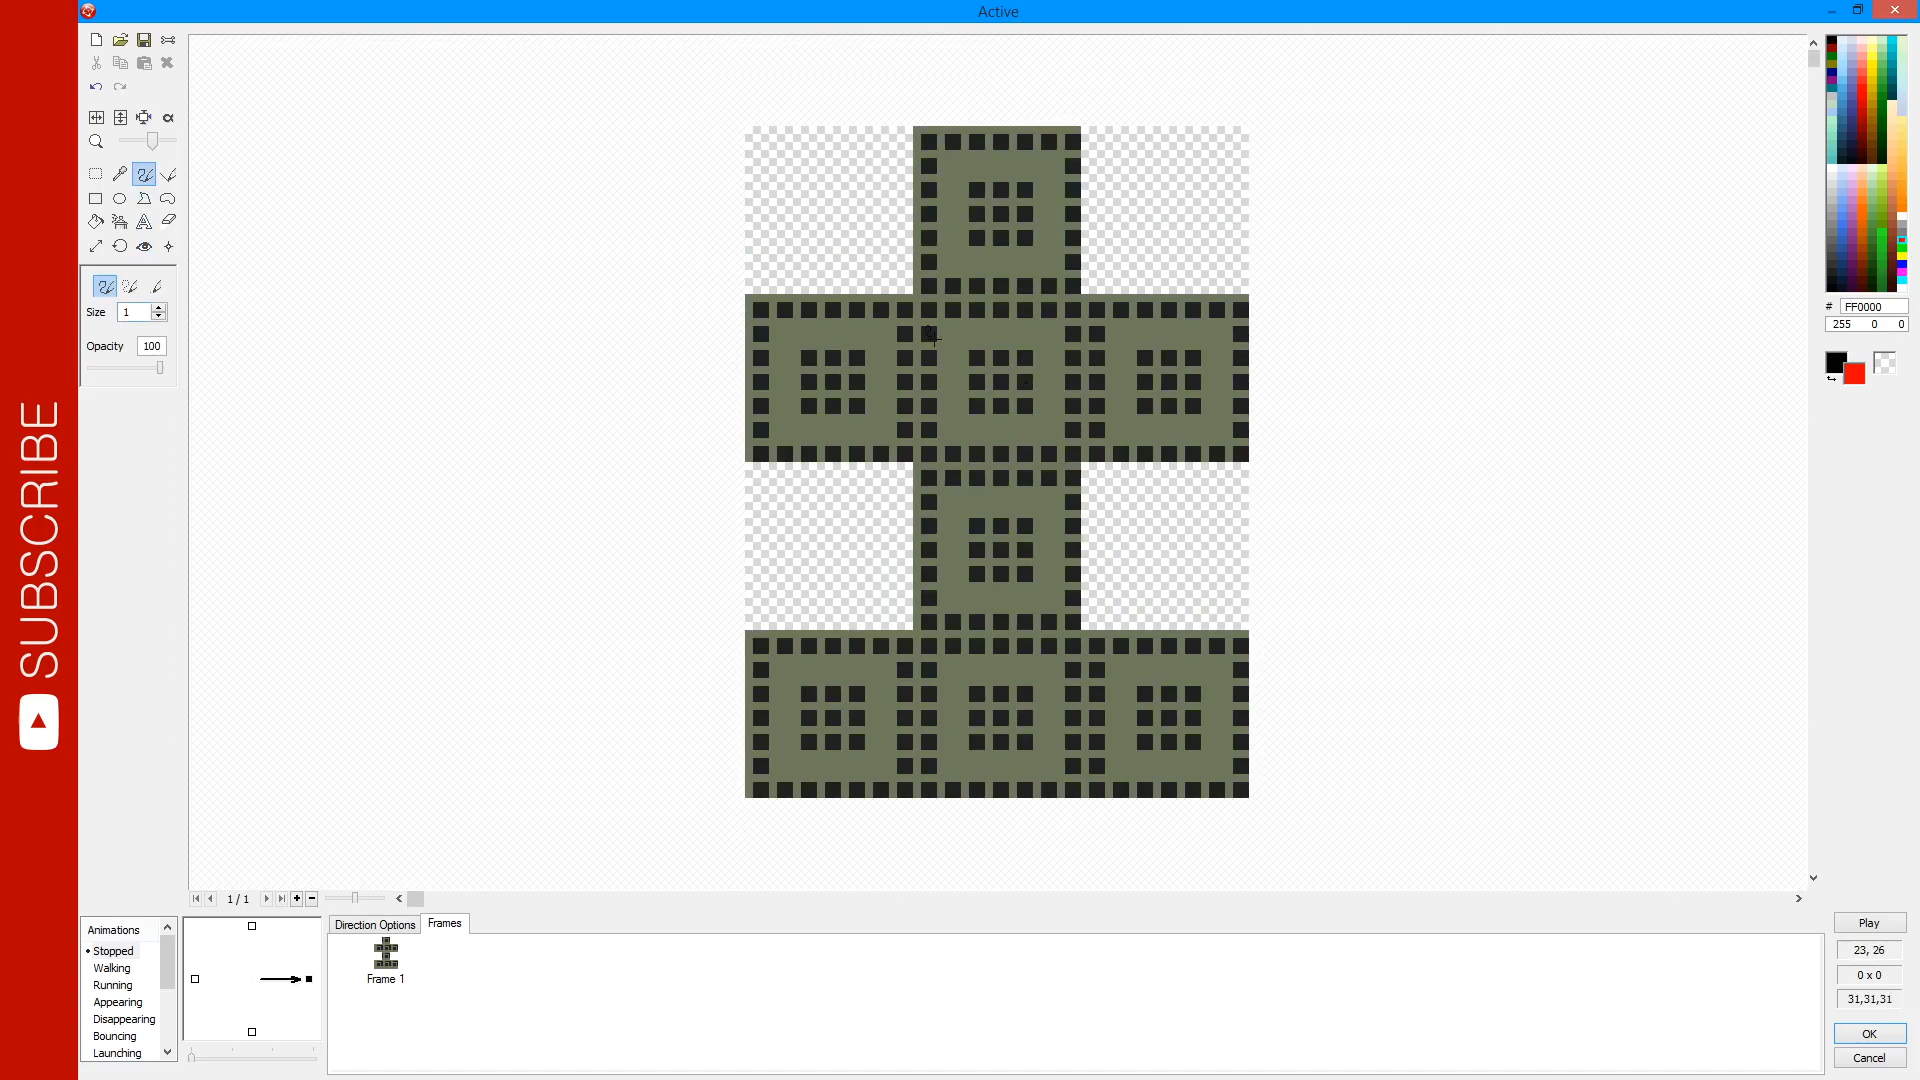 Active
SUBSCRIBE
Size 1
Opacity 100
# FF0000
255 0 0
1 / 1
Animations
Stopped
Walking
Running
Appearing
Disappearing
Bouncing
Launching
Direction Options
Frames
Frame 1
Play
23, 26
0 x 0
31,31,31
OK
Cancel